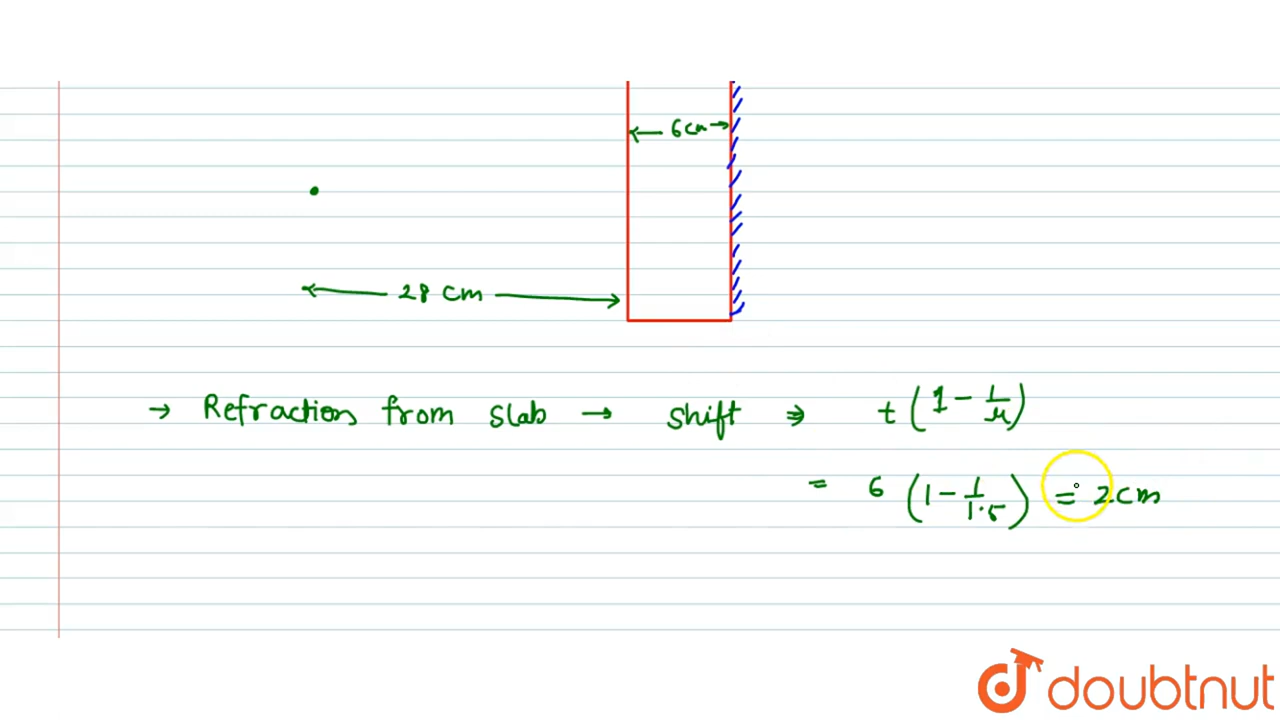 6cm
28 cm
→ Refraction from slab → shift ⇒ t(1 - 1/μ)
= 6 (1 - 1/1.5) = 2cm
doubtnut